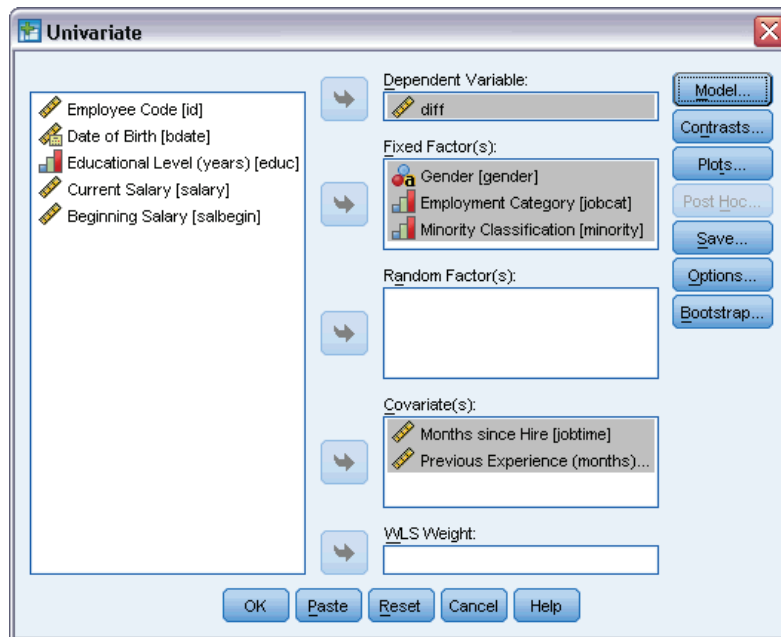 Univariate
Employee Code [id]
Date of Birth [bdate]
Educational Level (years) [educ]
Current Salary [salary]
Beginning Salary [salbegin]
Dependent Variable:
diff
Fixed Factor(s):
a Gender [gender]
Employment Category [jobcat]
Minority Classification [minority]
Random Factor(s):
Covariate(s):
Months since Hire [jobtime]
Previous Experience (months)...
WLS Weight:
Model...
Contrasts...
Plots...
Post Hoc...
Save...
Options...
Bootstrap...
OK
Paste
Reset
Cancel
Help